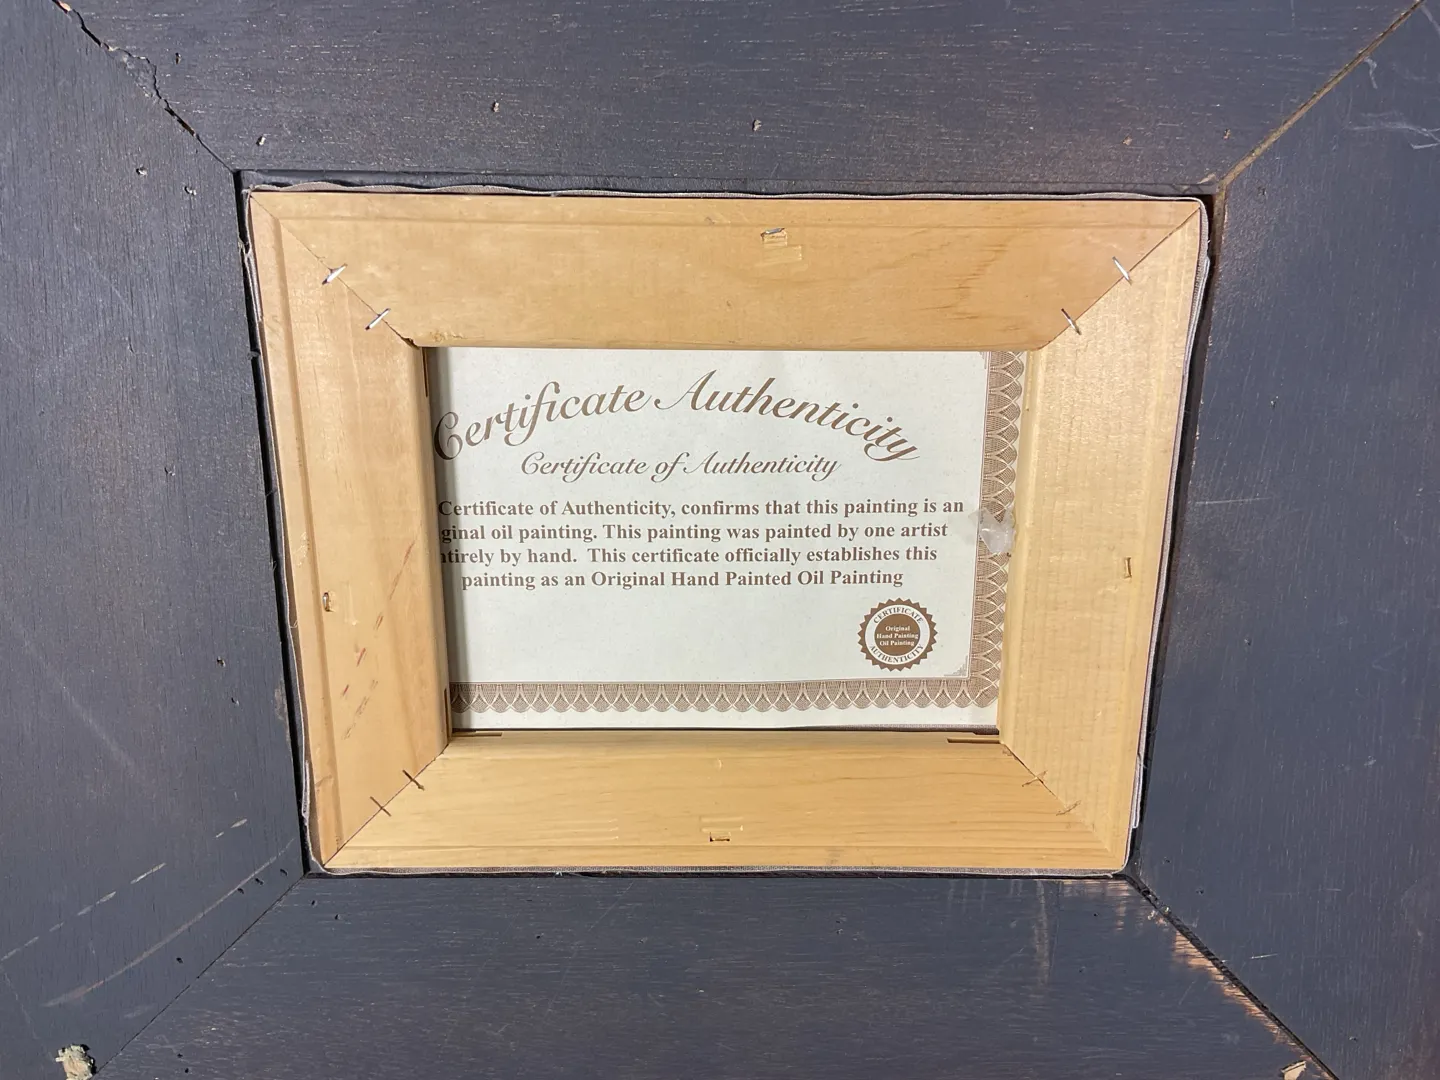 Certificate Authenticity
Certificate of Authenticity
Certificate of Authenticity, confirms that this painting is an
ginal oil painting. This painting was painted by one artist
tirely by hand. This certificate officially establishes this
painting as an Original Hand Painted Oil Painting
CERTIFICATE
Original
Hand Painting
Oil Painting
AUTHENTICITY